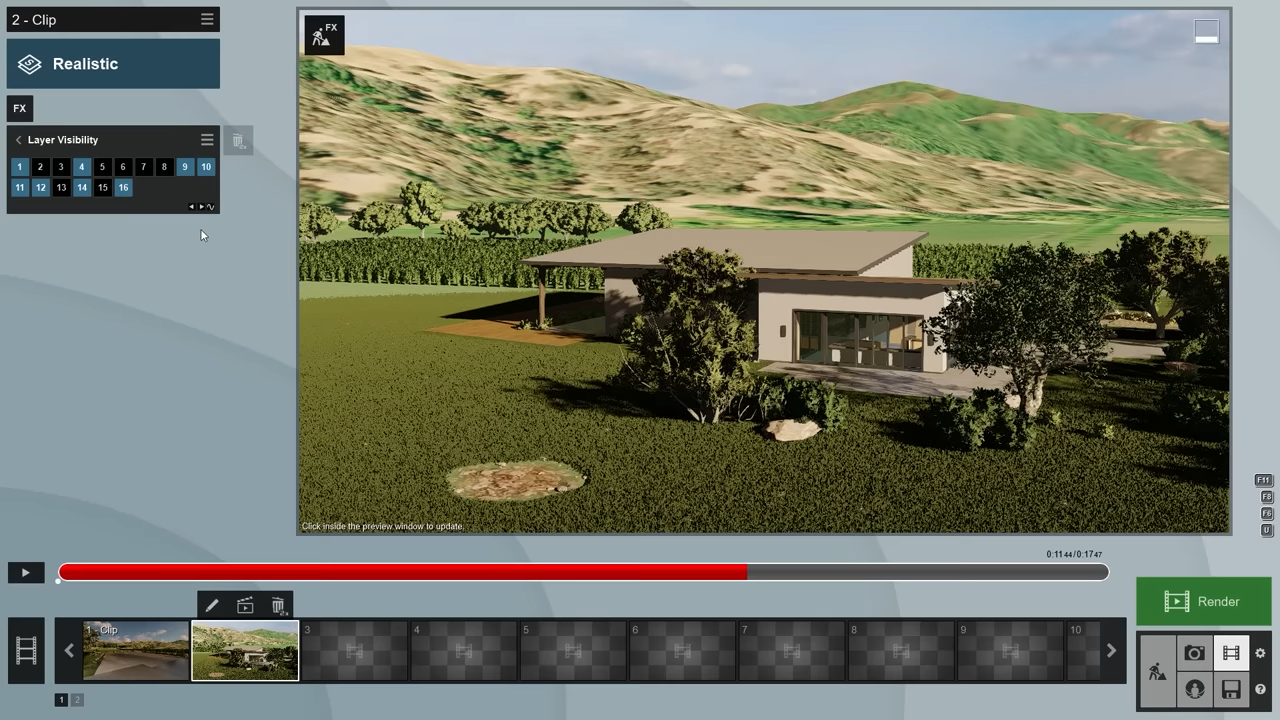 2 - Clip
Realistic
FX
Layer Visibility
1 2 3 4 5 6 7 8 9 10
11 12 13 14 15 16
FX
Click inside the preview window to update.
F11
F8
F6
U
0:11 44/0:17 47
Render
Clip
3 4 5 6 7 8 9 10
1 2